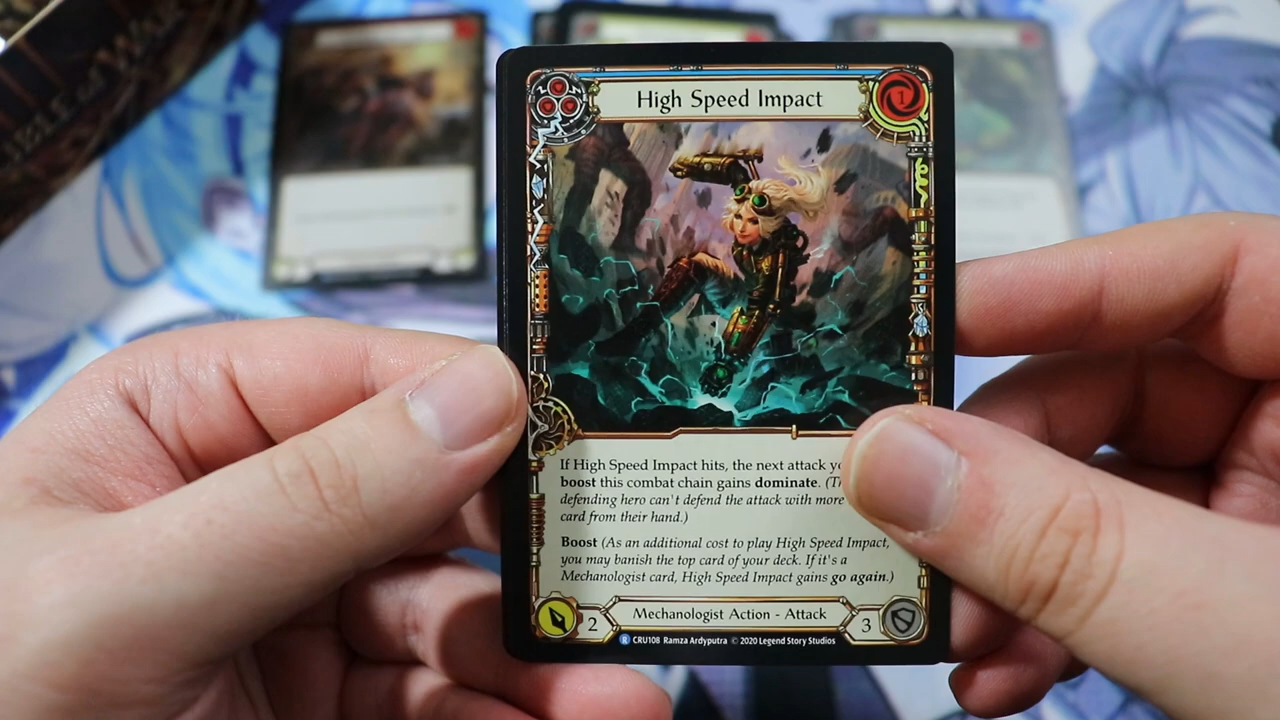 High Speed Impact
1
If High Speed Impact hits, the next attack
boost this combat chain gains dominate. (
defending hero can't defend the attack with more
card from their hand.)
Boost (As an additional cost to play High Speed Impact,
you may banish the top card of your deck. If it's a
Mechanologist card, High Speed Impact gains go again.)
2
Mechanologist Action - Attack
3
R CRU108 Ramza Ardyputra © 2020 Legend Story Studios